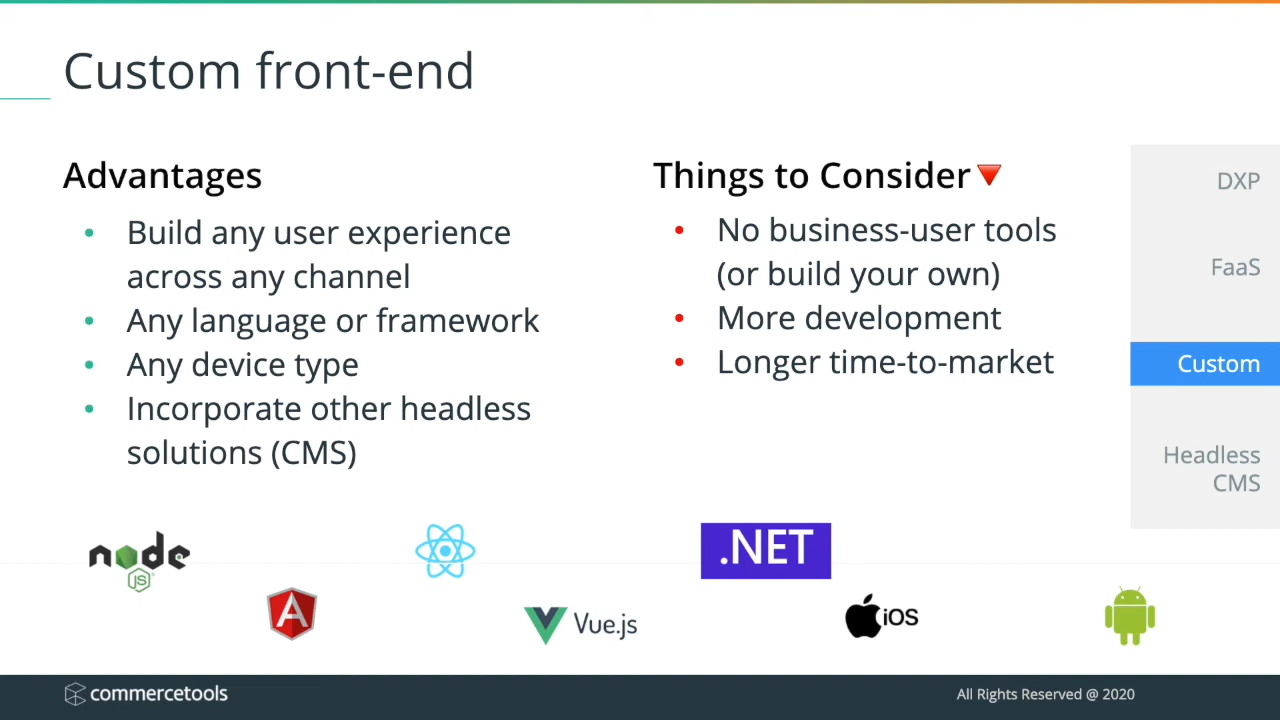 Custom front-end
Advantages
• Build any user experience
across any channel
• Any language or framework
• Any device type
• Incorporate other headless
solutions (CMS)
Things to Consider
• No business-user tools
(or build your own)
• More development
• Longer time-to-market
DXP
FaaS
Custom
Headless
CMS
node
JS
A
Vue.js
.NET
iOS
commercetools
All Rights Reserved @ 2020